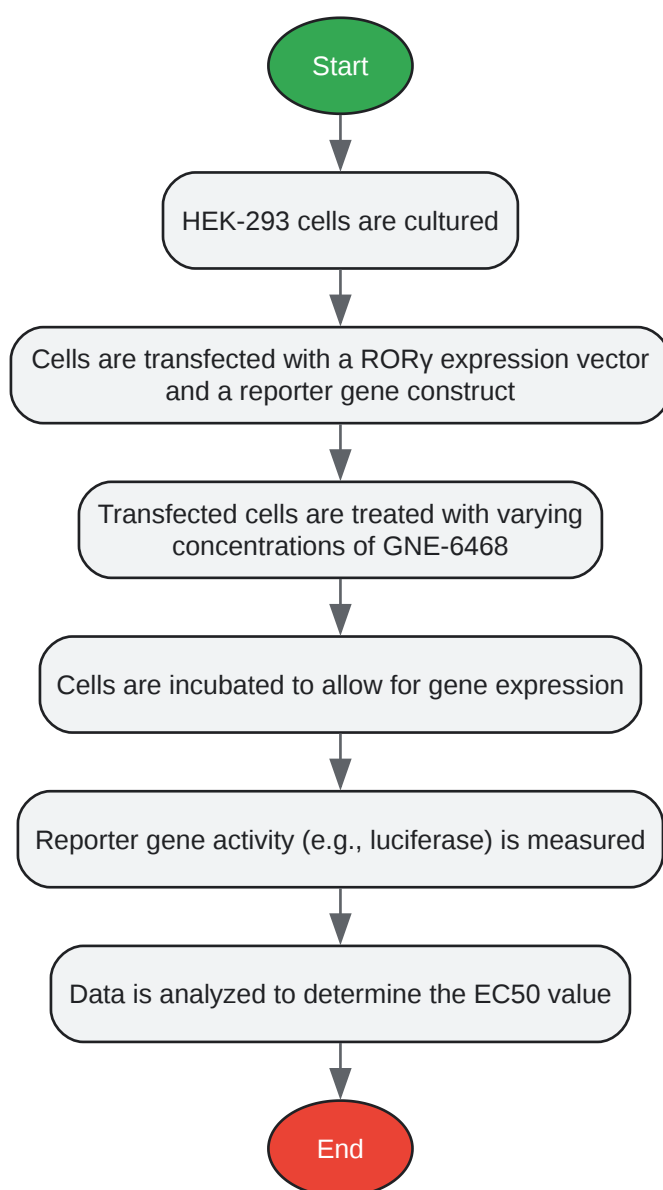 Start
HEK-293 cells are cultured
Cells are transfected with a RORγ expression vector
and a reporter gene construct
Transfected cells are treated with varying
concentrations of GNE-6468
Cells are incubated to allow for gene expression
Reporter gene activity (e.g., luciferase) is measured
Data is analyzed to determine the EC50 value
End